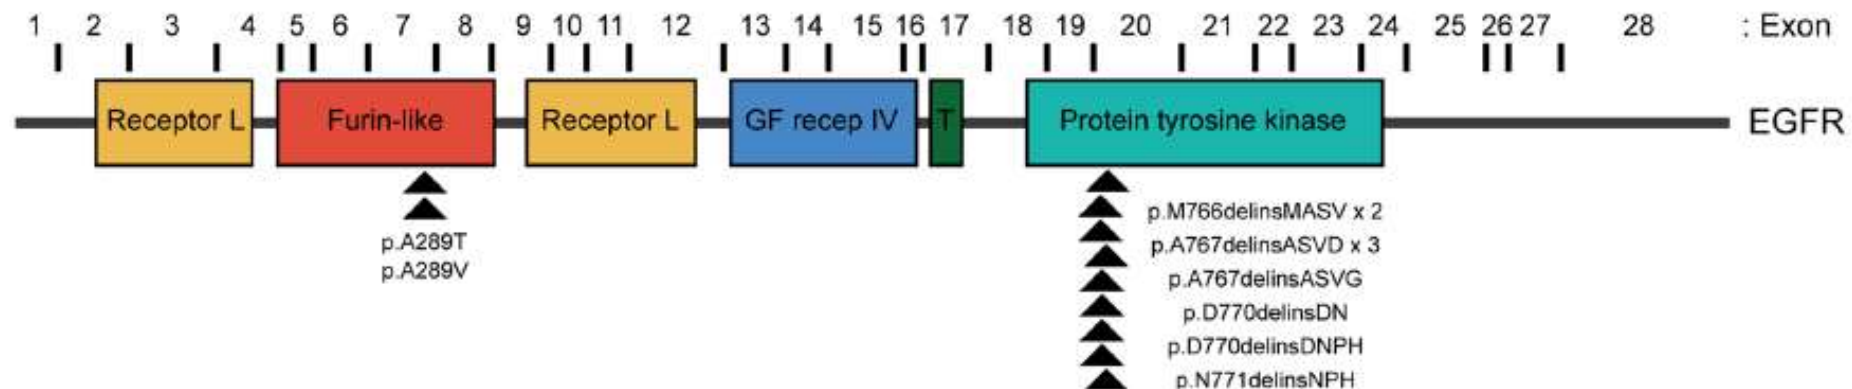 1 2 3 4 5 6 7 8 9 10 11 12 13 14 15 16 17 18 19 20 21 22 23 24 25 26 27 28 : Exon
Receptor L Furin-like Receptor L GF recep IV T Protein tyrosine kinase EGFR
p.A289T
p.A289V
p.M766delinsMASV x 2
p.A767delinsASVD x 3
p.A767delinsASVG
p.D770delinsDN
p.D770delinsDNPH
p.N771delinsNPH